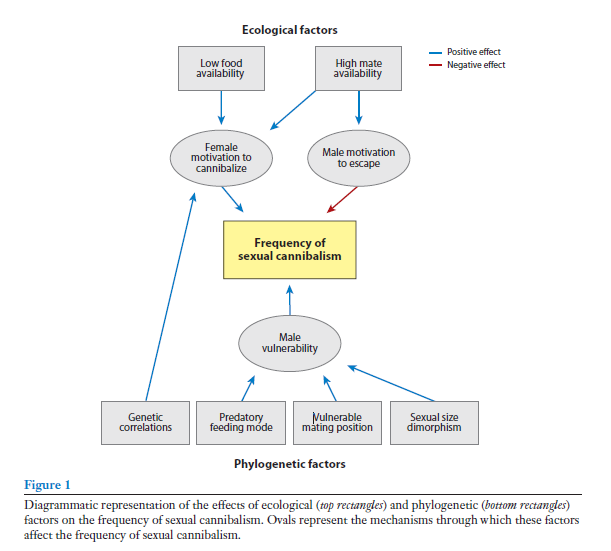 Ecological factors
Low food
availability
High mate
availability
Positive effect
Negative effect
Female
motivation to
cannibalize
Male motivation
to escape
Frequency of
sexual cannibalism
Male
vulnerability
Genetic
correlations
Predatory
feeding mode
Vulnerable
mating position
Sexual size
dimorphism
Phylogenetic factors
Figure 1
Diagrammatic representation of the effects of ecological (top rectangles) and phylogenetic (bottom rectangles)
factors on the frequency of sexual cannibalism. Ovals represent the mechanisms through which these factors
affect the frequency of sexual cannibalism.